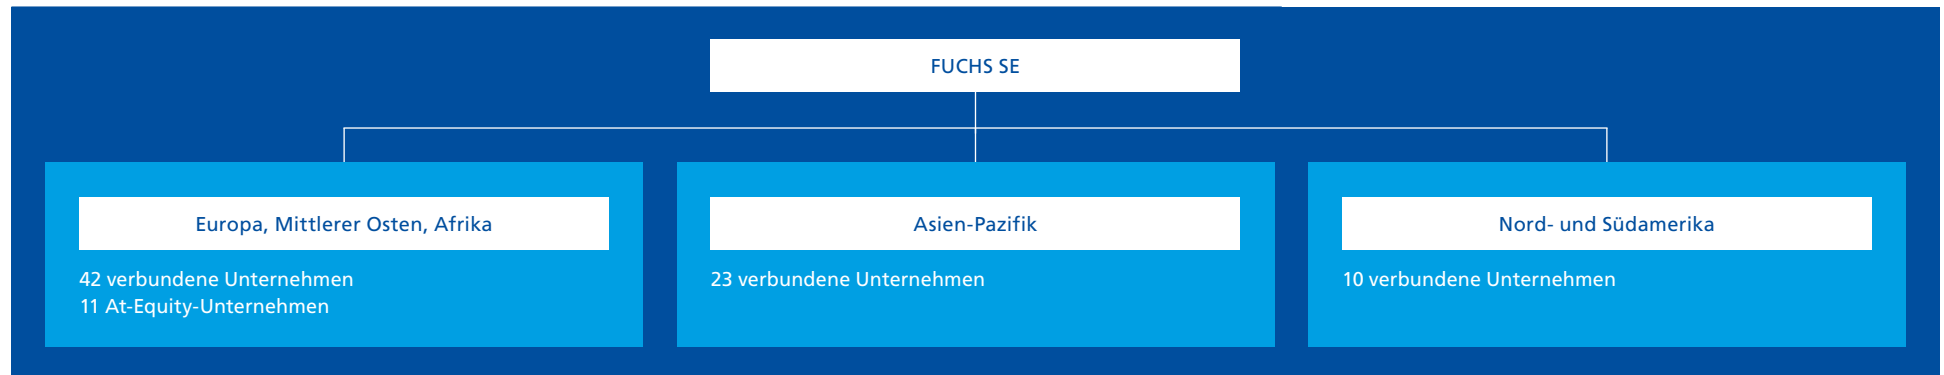 FUCHS SE
Europa, Mittlerer Osten, Afrika
42 verbundene Unternehmen
11 At-Equity-Unternehmen
Asien-Pazifik
23 verbundene Unternehmen
Nord- und Südamerika
10 verbundene Unternehmen